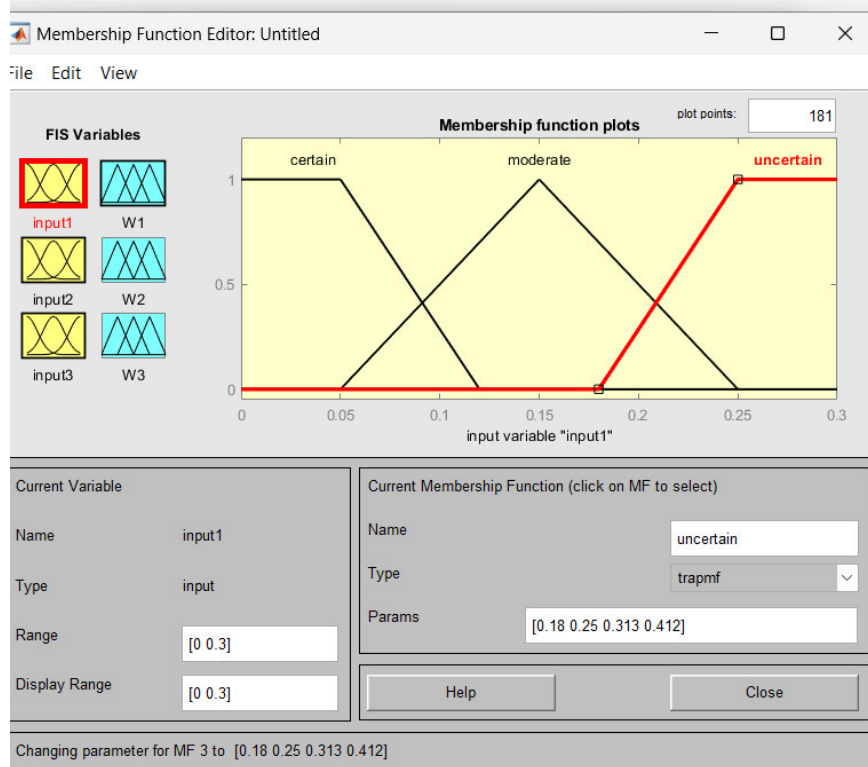 Membership Function Editor: Untitled
File Edit View
FIS Variables
input1 W1
input2 W2
input3 W3
Membership function plots
plot points: 181
certain moderate uncertain
1
0.5
0
0 0.05 0.1 0.15 0.2 0.25 0.3
input variable "input1"
Current Variable
Name input1
Type input
Range [0 0.3]
Display Range [0 0.3]
Current Membership Function (click on MF to select)
Name uncertain
Type trapmf
Params [0.18 0.25 0.313 0.412]
Help Close
Changing parameter for MF 3 to [0.18 0.25 0.313 0.412]